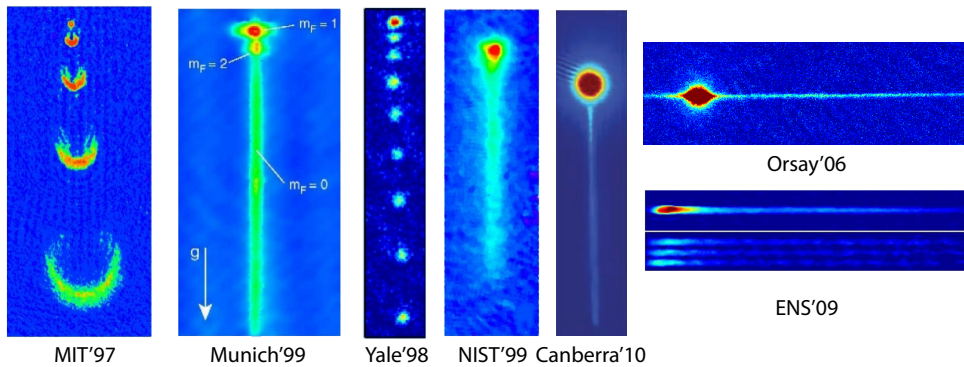 m_F = 1
m_F = 2
m_F = 0
g
MIT'97
Munich'99
Yale'98
NIST'99
Canberra'10
Orsay'06
ENS'09